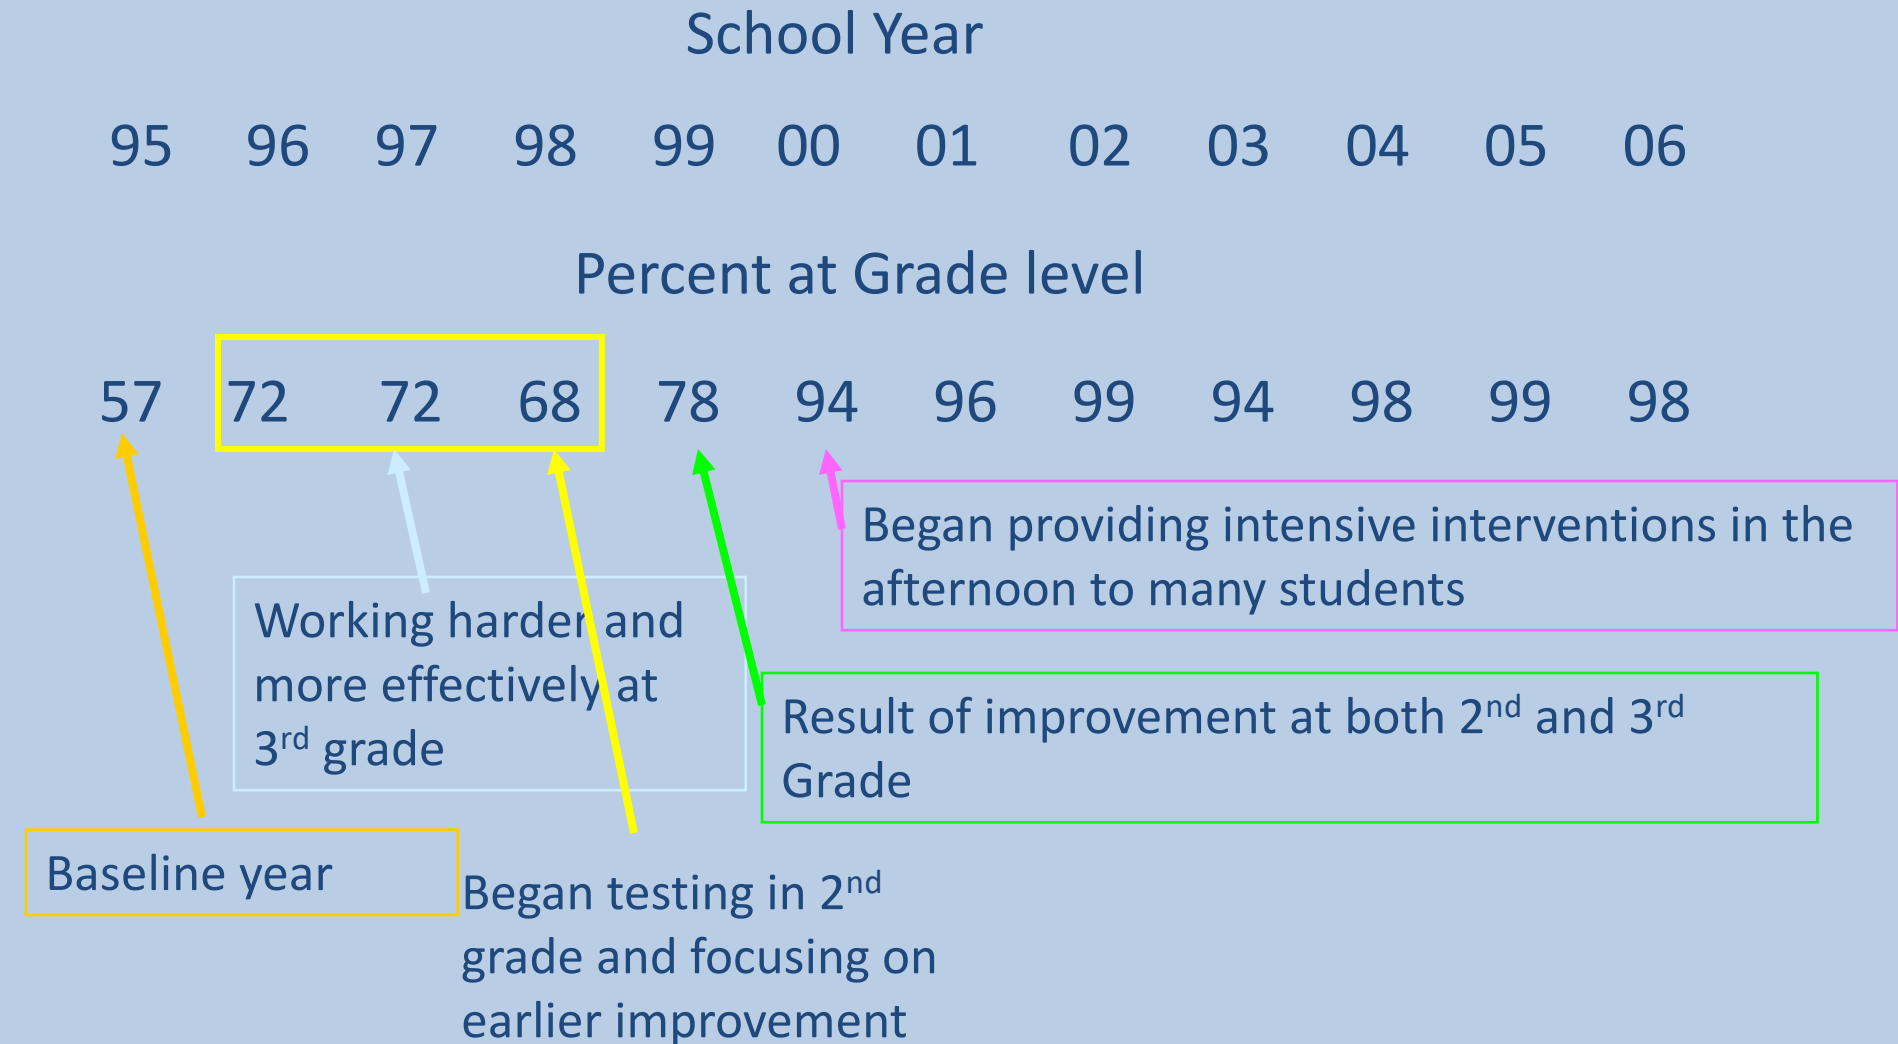 School Year
95 96 97 98 99 00 01 02 03 04 05 06
Percent at Grade level
57 72 72 68 78 94 96 99 94 98 99 98
Began providing intensive interventions in the
afternoon to many students
Working harder and
more effectively at
3rd grade
Result of improvement at both 2nd and 3rd
Grade
Baseline year
Began testing in 2nd
grade and focusing on
earlier improvement